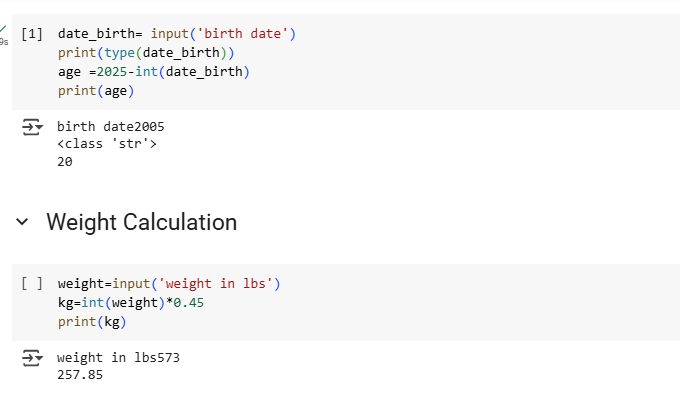 9s
[1] date_birth= input('birth date')
print(type(date_birth))
age =2025-int(date_birth)
print(age)
birth date2005
<class 'str'>
20
Weight Calculation
[ ] weight=input('weight in lbs')
kg=int(weight)*0.45
print(kg)
weight in lbs573
257.85